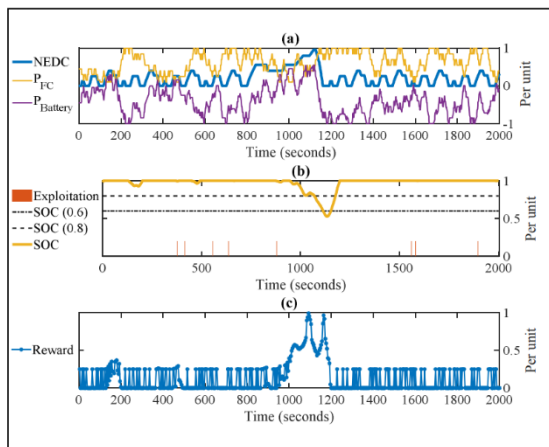 (a)
NEDC
P_FC
P_Battery
1
0
-1
Per unit
0 200 400 600 800 1000 1200 1400 1600 1800 2000
Time (seconds)
(b)
Exploitation
SOC (0.6)
SOC (0.8)
SOC
1
0.5
0
Per unit
0 500 1000 1500 2000
Time (seconds)
(c)
Reward
1
0.5
0
Per unit
0 200 400 600 800 1000 1200 1400 1600 1800 2000
Time (seconds)